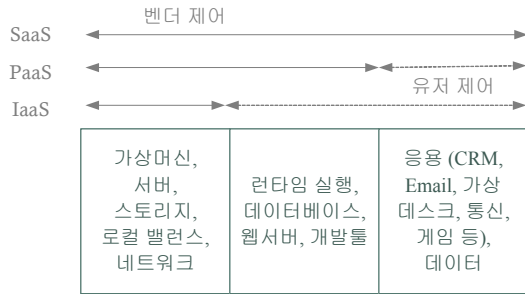 벤더 제어
SaaS
PaaS
유저 제어
IaaS
가상머신,
서버,
스토리지,
로컬 밸런스,
네트워크
런타임 실행,
데이터베이스,
웹서버, 개발툴
응용 (CRM,
Email, 가상
데스크, 통신,
게임 등),
데이터